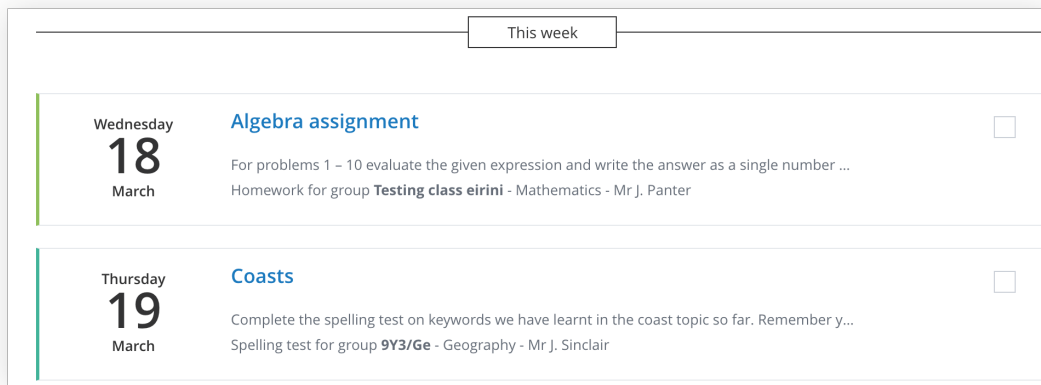 This week
Wednesday
18
March
Algebra assignment
For problems 1 – 10 evaluate the given expression and write the answer as a single number ...
Homework for group Testing class eirini - Mathematics - Mr J. Panter
Thursday
19
March
Coasts
Complete the spelling test on keywords we have learnt in the coast topic so far. Remember y...
Spelling test for group 9Y3/Ge - Geography - Mr J. Sinclair